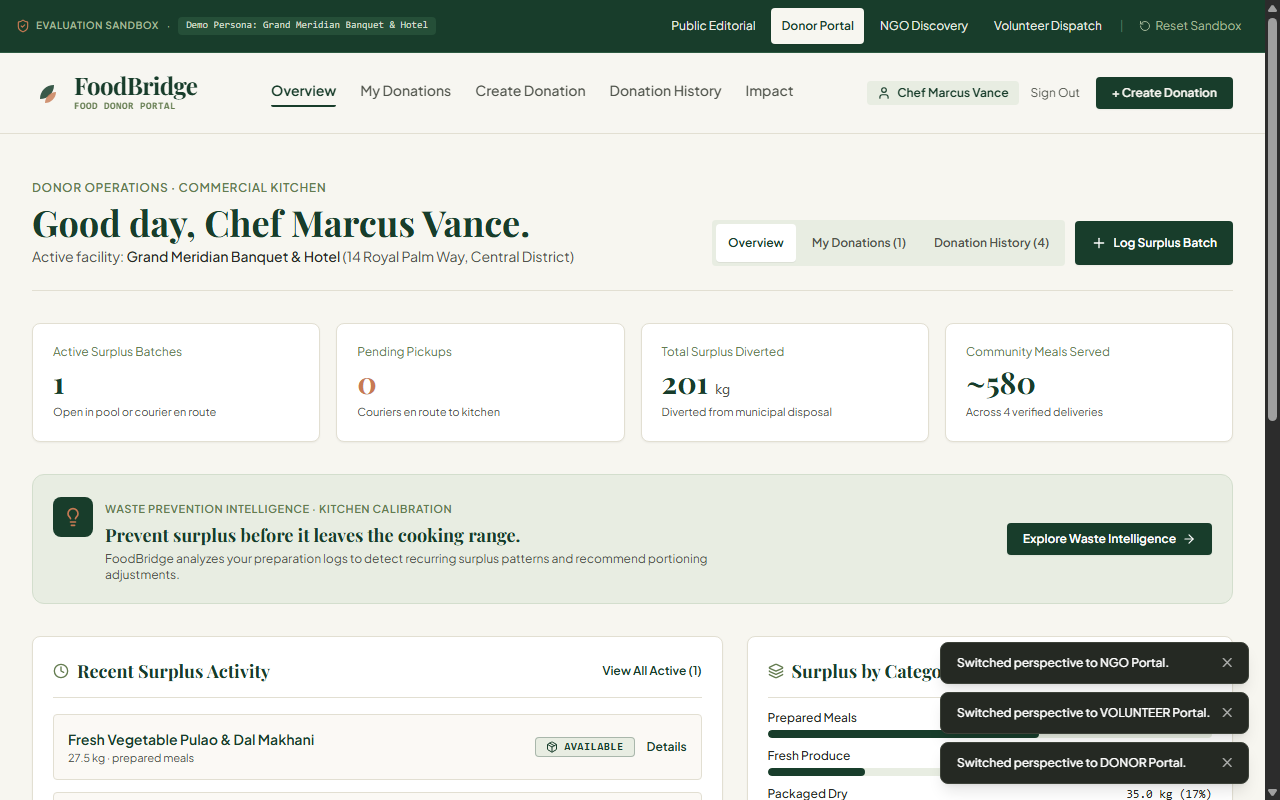 EVALUATION SANDBOX · Demo Persona: Grand Meridian Banquet & Hotel
Public Editorial Donor Portal NGO Discovery Volunteer Dispatch | Reset Sandbox
FoodBridge
FOOD DONOR PORTAL
Overview My Donations Create Donation Donation History Impact
Chef Marcus Vance Sign Out + Create Donation
DONOR OPERATIONS · COMMERCIAL KITCHEN
Good day, Chef Marcus Vance.
Active facility: Grand Meridian Banquet & Hotel (14 Royal Palm Way, Central District)
Overview My Donations (1) Donation History (4) Log Surplus Batch
Active Surplus Batches
1
Open in pool or courier en route
Pending Pickups
0
Couriers en route to kitchen
Total Surplus Diverted
201 kg
Diverted from municipal disposal
Community Meals Served
~580
Across 4 verified deliveries
WASTE PREVENTION INTELLIGENCE · KITCHEN CALIBRATION
Prevent surplus before it leaves the cooking range.
FoodBridge analyzes your preparation logs to detect recurring surplus patterns and recommend portioning
adjustments.
Explore Waste Intelligence →
Recent Surplus Activity View All Active (1)
Fresh Vegetable Pulao & Dal Makhani
27.5 kg · prepared meals
AVAILABLE Details
Surplus by Catego
Prepared Meals
Fresh Produce
Packaged Dry 35.0 kg (17%)
Switched perspective to NGO Portal.
Switched perspective to VOLUNTEER Portal.
Switched perspective to DONOR Portal.